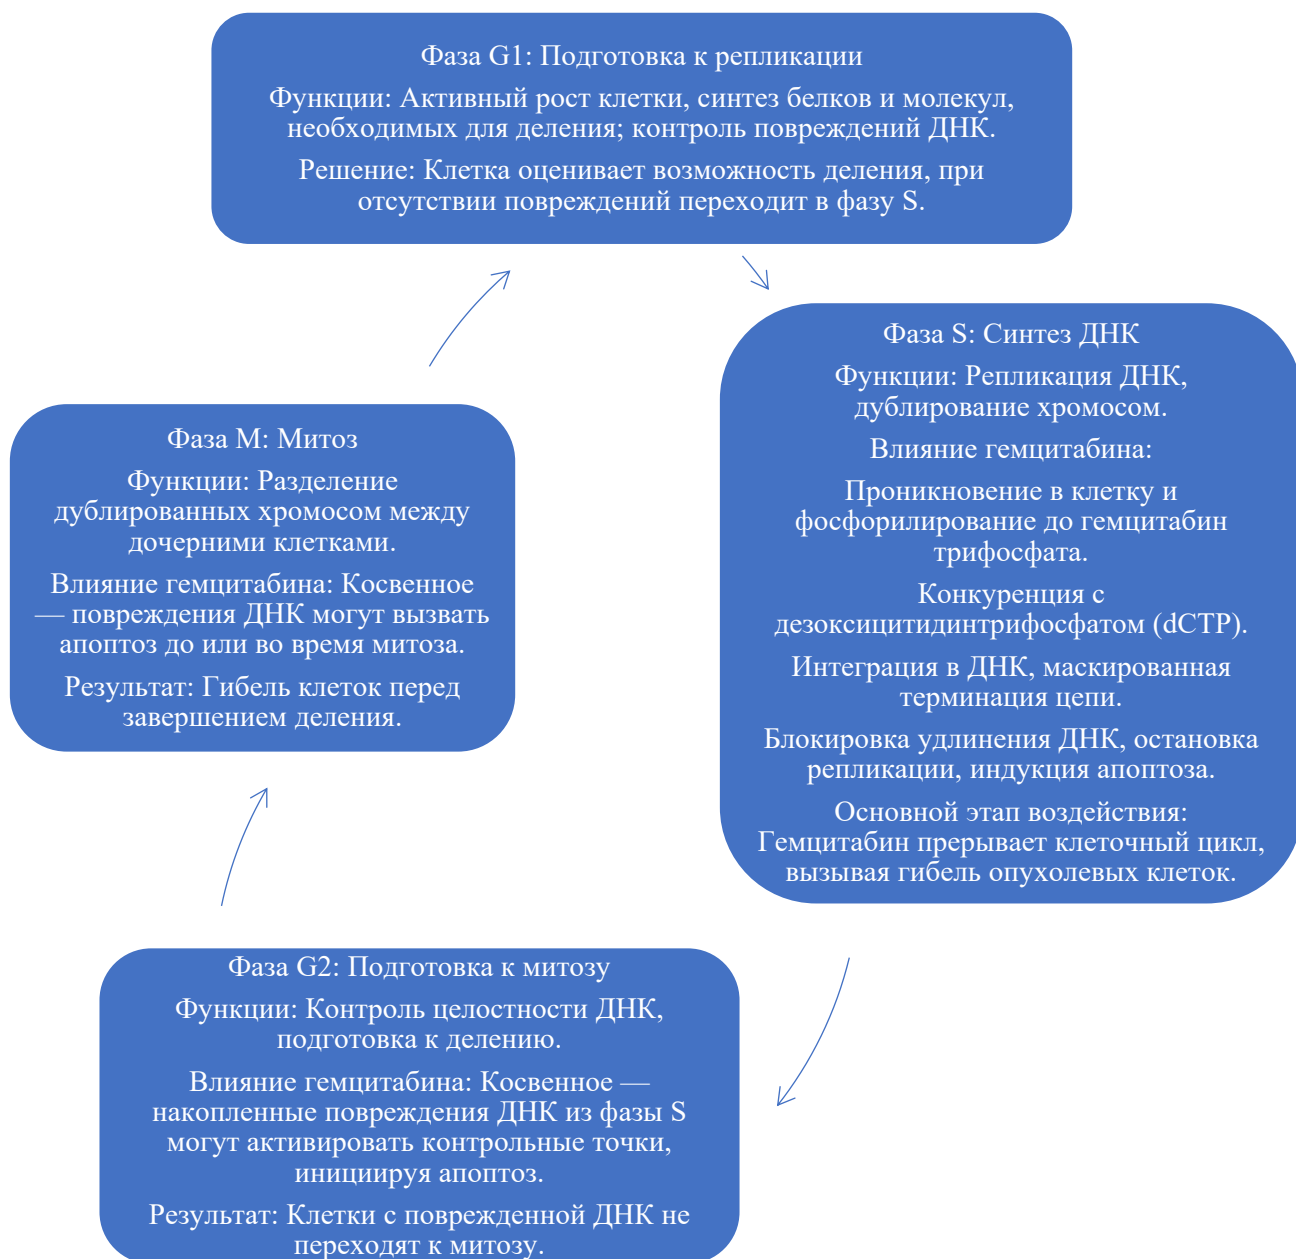 Фаза G1: Подготовка к репликации
Функции: Активный рост клетки, синтез белков и молекул,
необходимых для деления; контроль повреждений ДНК.
Решение: Клетка оценивает возможность деления, при
отсутствии повреждений переходит в фазу S.
Фаза S: Синтез ДНК
Функции: Репликация ДНК,
дублирование хромосом.
Влияние гемцитабина:
Проникновение в клетку и
фосфорилирование до гемцитабин
трифосфата.
Конкуренция с
дезоксицитидинтрифосфатом (dCTP).
Интеграция в ДНК, маскированная
терминация цепи.
Блокировка удлинения ДНК, остановка
репликации, индукция апоптоза.
Основной этап воздействия:
Гемцитабин прерывает клеточный цикл,
вызывая гибель опухолевых клеток.
Фаза G2: Подготовка к митозу
Функции: Контроль целостности ДНК,
подготовка к делению.
Влияние гемцитабина: Косвенное —
накопленные повреждения ДНК из фазы S
могут активировать контрольные точки,
инициируя апоптоз.
Результат: Клетки с поврежденной ДНК не
переходят к митозу.
Фаза M: Митоз
Функции: Разделение
дублированных хромосом между
дочерними клетками.
Влияние гемцитабина: Косвенное
— повреждения ДНК могут вызвать
апоптоз до или во время митоза.
Результат: Гибель клеток перед
завершением деления.